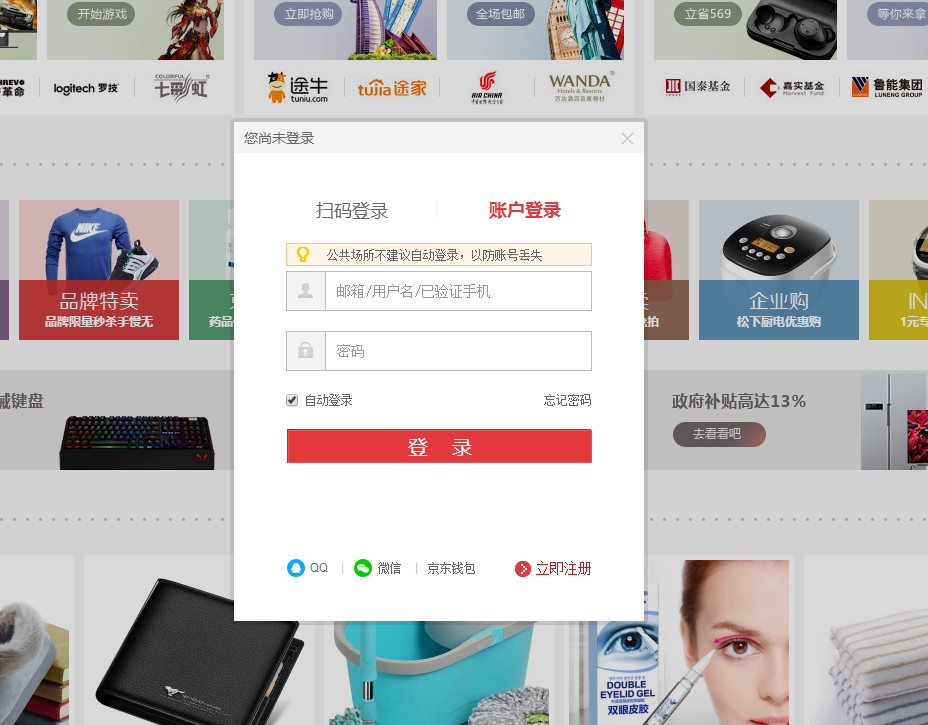 开始游戏
立即抢购
全场包邮
立省569
等你来拿
革命
logitech 罗技
COLORFUL
七彩虹
途牛
tuniu.com
tujia 途家
AIR CHINA
WANDA
Hotels & Resorts
国泰基金
嘉实基金
Harvest Fund
鲁能集团
LUNENG GROUP
您尚未登录
扫码登录
账户登录
公共场所不建议自动登录，以防账号丢失
邮箱/用户名/已验证手机
密码
自动登录
忘记密码
登 录
QQ
微信
京东钱包
立即注册
NIKE
品牌特卖
品牌限量秒杀手慢无
药品
卖
抢拍
企业购
松下厨电优惠购
IN
1元专
械键盘
政府补贴高达13%
去看看吧
DOUBLE
EYELID GEL
双眼皮胶